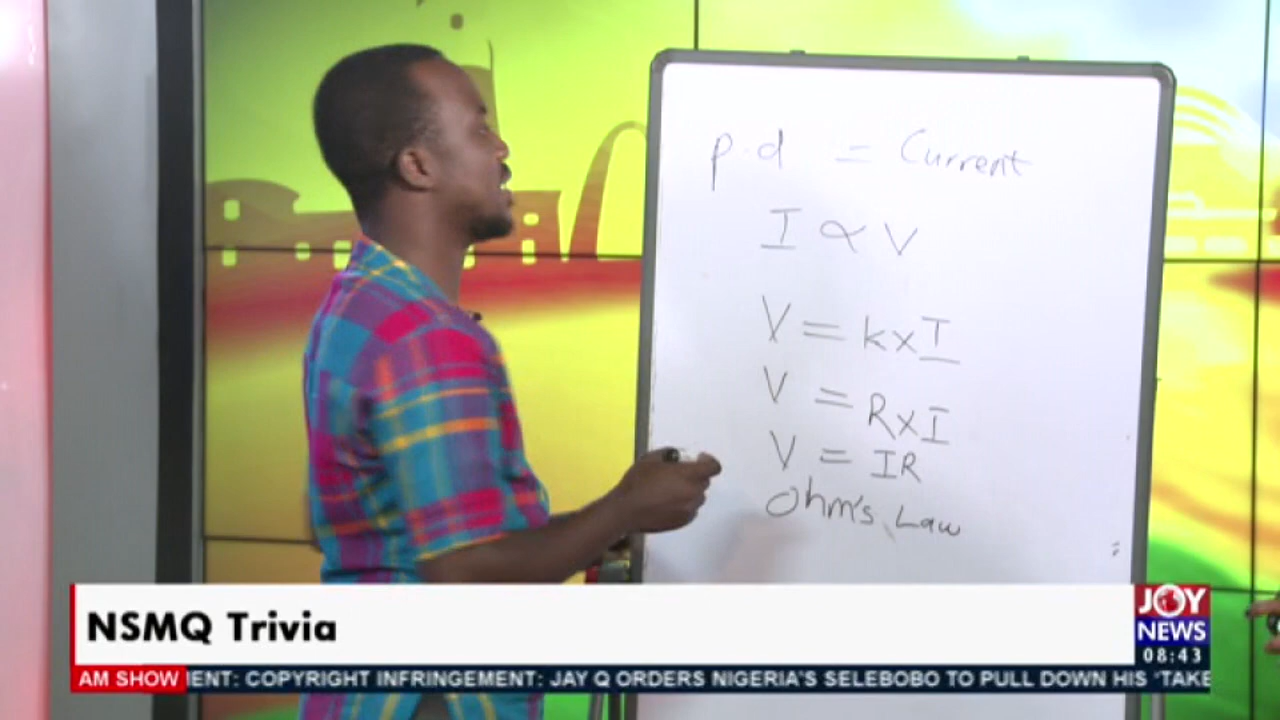 p.d = Current
I ∝ V
V = k x I
V = R x I
V = IR
Ohm's Law
NSMQ Trivia
JOY
NEWS
08:43
AM SHOW IENT: COPYRIGHT INFRINGEMENT: JAY Q ORDERS NIGERIA'S SELEBOBO TO PULL DOWN HIS 'TAKE